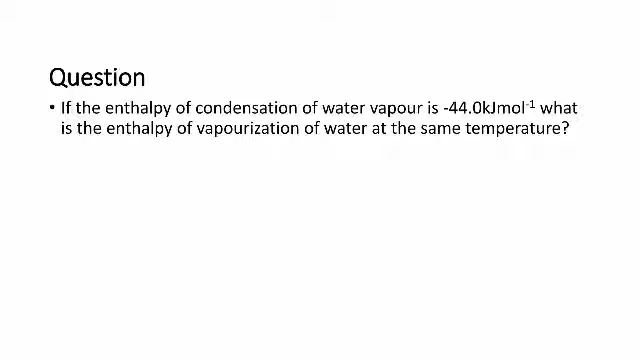 Question
• If the enthalpy of condensation of water vapour is -44.0kJmol⁻¹ what
is the enthalpy of vapourization of water at the same temperature?